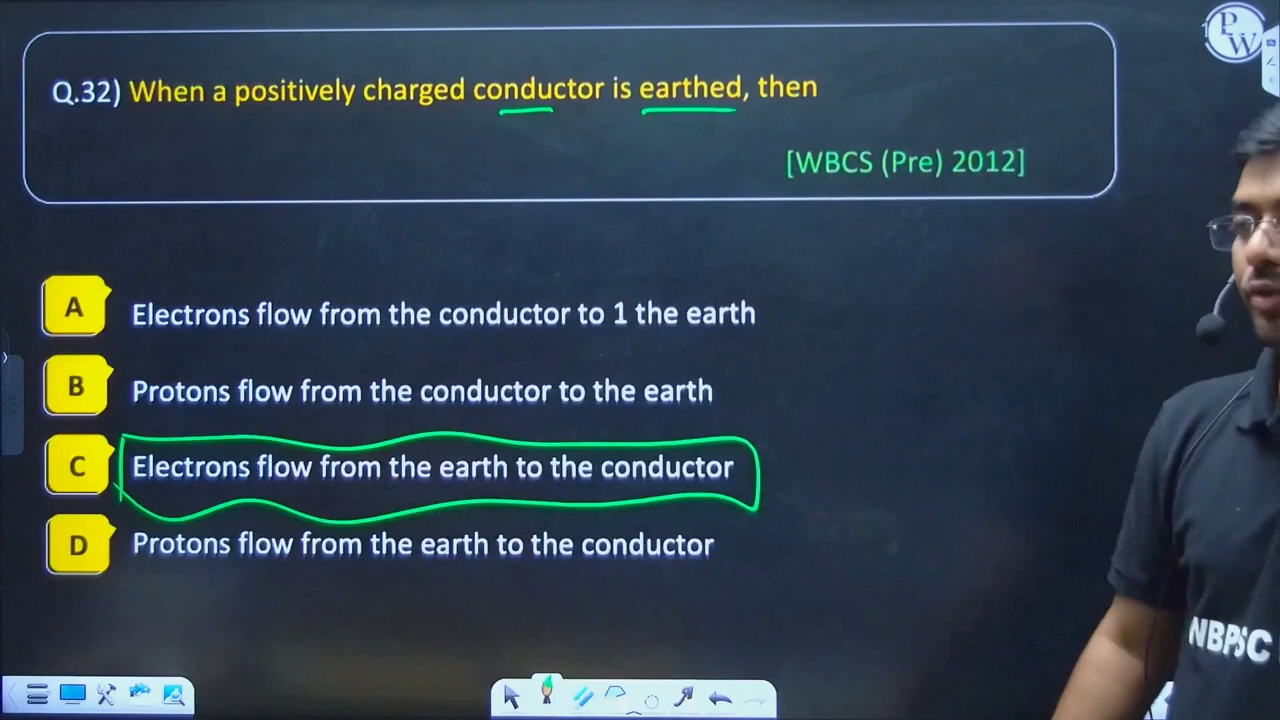 PW
Q.32) When a positively charged conductor is earthed, then
[WBCS (Pre) 2012]
A Electrons flow from the conductor to 1 the earth
B Protons flow from the conductor to the earth
C Electrons flow from the earth to the conductor
D Protons flow from the earth to the conductor